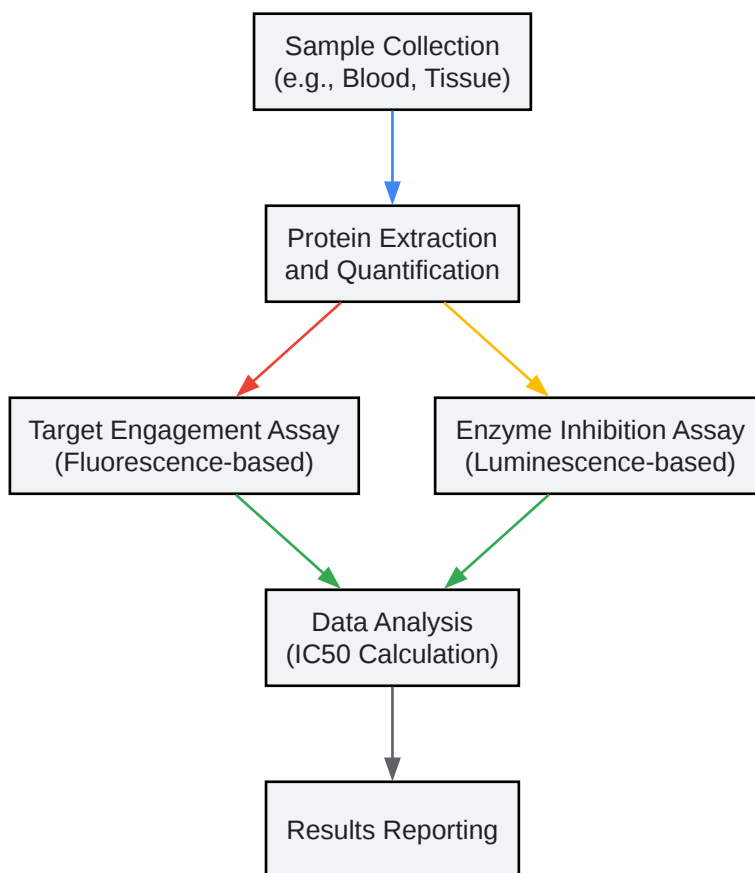 Sample Collection
(e.g., Blood, Tissue)
Protein Extraction
and Quantification
Target Engagement Assay
(Fluorescence-based)
Enzyme Inhibition Assay
(Luminescence-based)
Data Analysis
(IC50 Calculation)
Results Reporting